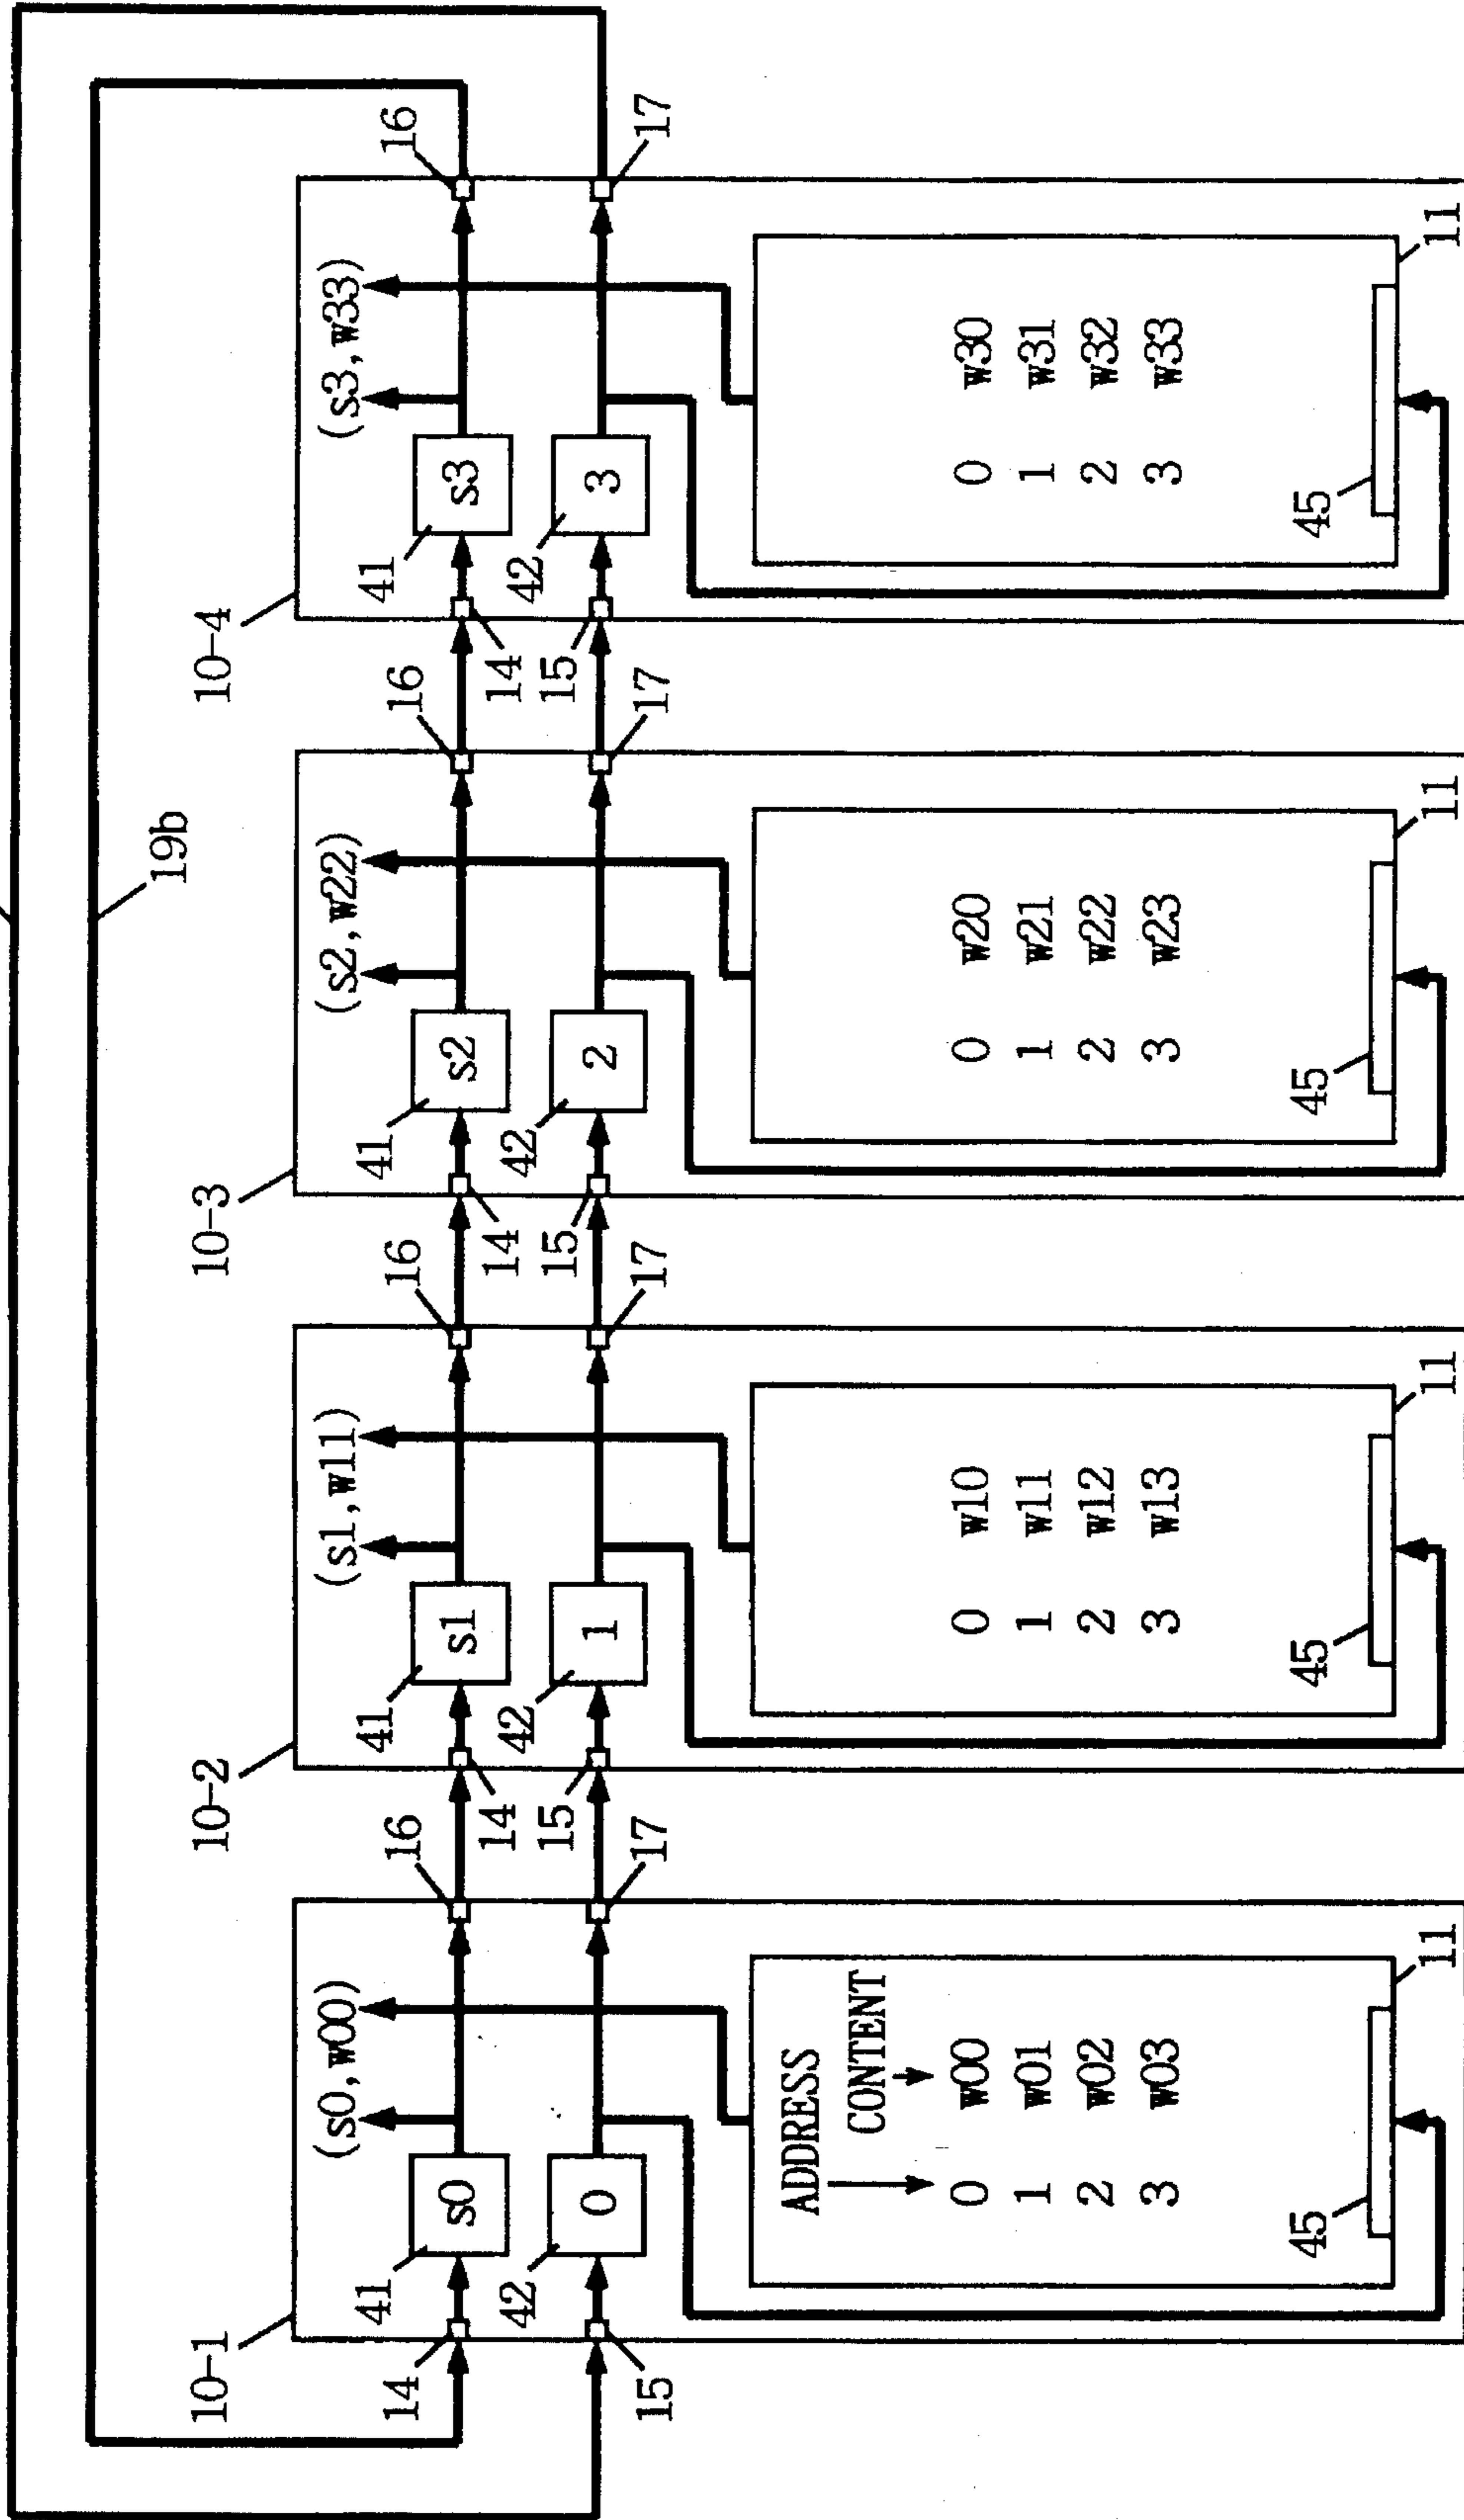 19b
10-1
(s0,w00)
14
41
s0
16
15
42
0
17
ADDRESS
CONTENT
0 w00
1 w01
2 w02
3 w03
45
11
10-2
(s1,w11)
14
41
s1
16
15
42
1
17
0 w10
1 w11
2 w12
3 w13
45
11
10-3
(s2,w22)
14
41
s2
16
15
42
2
17
0 w20
1 w21
2 w22
3 w23
45
11
10-4
(s3,w33)
14
41
s3
16
15
42
3
17
0 w30
1 w31
2 w32
3 w33
45
11